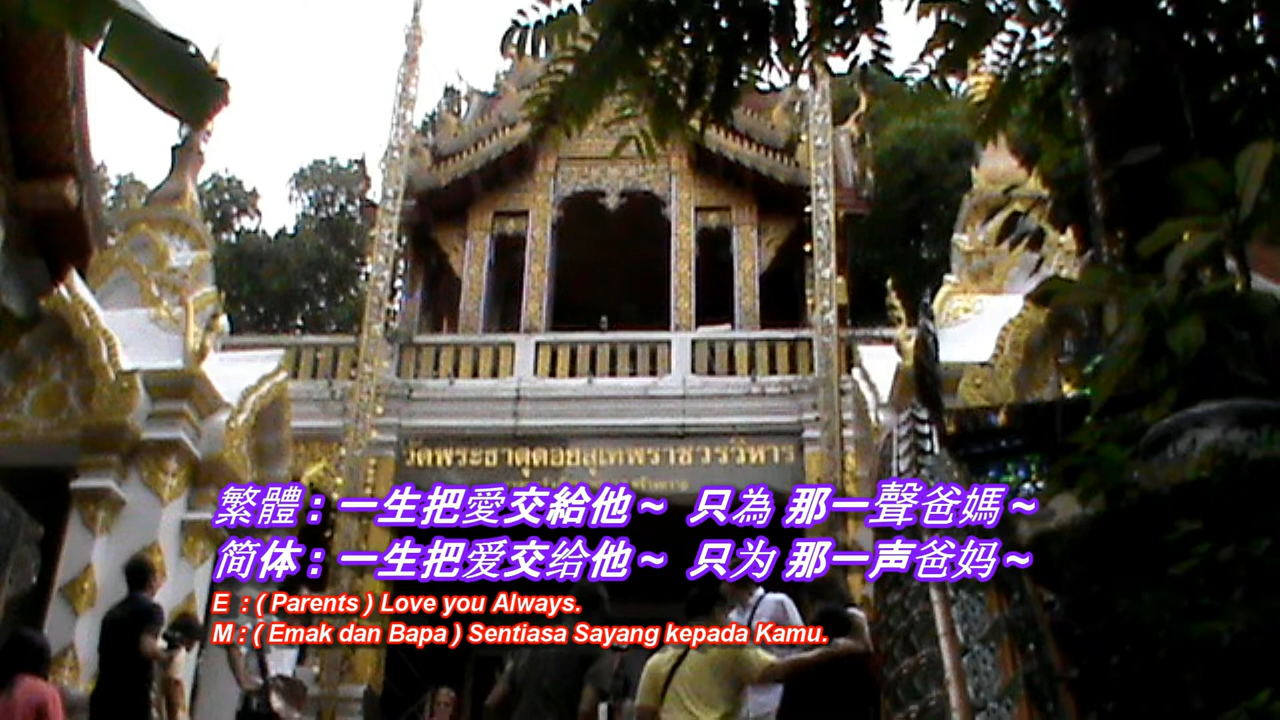 วัดพระธาตุดอยสุเทพราชวรวิหาร
繁體 : 一生把愛交給他 ~ 只為 那一聲爸媽 ~
简体 : 一生把爱交给他 ~ 只为 那一声爸妈 ~
E : ( Parents ) Love you Always.
M : ( Emak dan Bapa ) Sentiasa Sayang kepada Kamu.